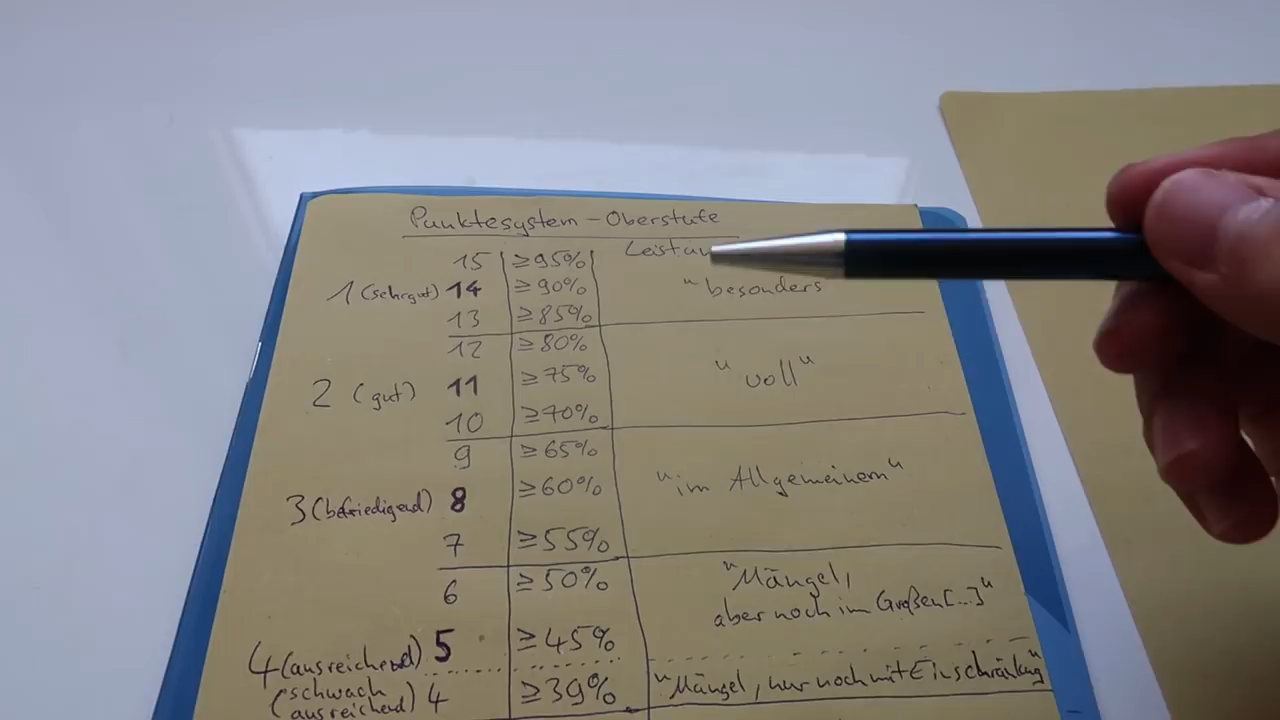 Punktesystem - Oberstufe
15 ≥95%
1 (sehr gut) 14 ≥90% "besonders
13 ≥85%
12 ≥80%
2 (gut) 11 ≥75% "voll"
10 ≥70%
9 ≥65%
3 (befriedigend) 8 ≥60% "im Allgemeinem"
7 ≥55%
6 ≥50% "Mängel,
aber noch im Großen[...]"
4 (ausreichend) 5 ≥45%
(schwach
ausreichend) 4 ≥39% "Mängel, nur noch mit Einschränkung"